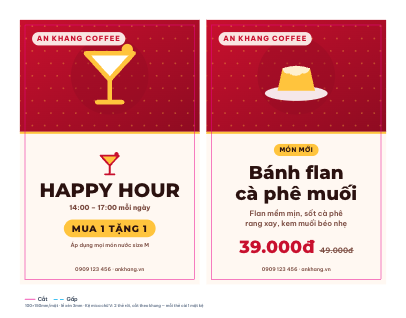 AN KHANG COFFEE
HAPPY HOUR
14:00 – 17:00 mỗi ngày
MUA 1 TẶNG 1
Áp dụng mọi món nước size M
0909 123 456 · ankhang.vn
AN KHANG COFFEE
MÓN MỚI
Bánh flan
cà phê muối
Flan mềm mịn, sốt cà phê
rang xay, kem muối béo nhẹ
39.000đ 49.000đ
0909 123 456 · ankhang.vn
Cắt Gấp